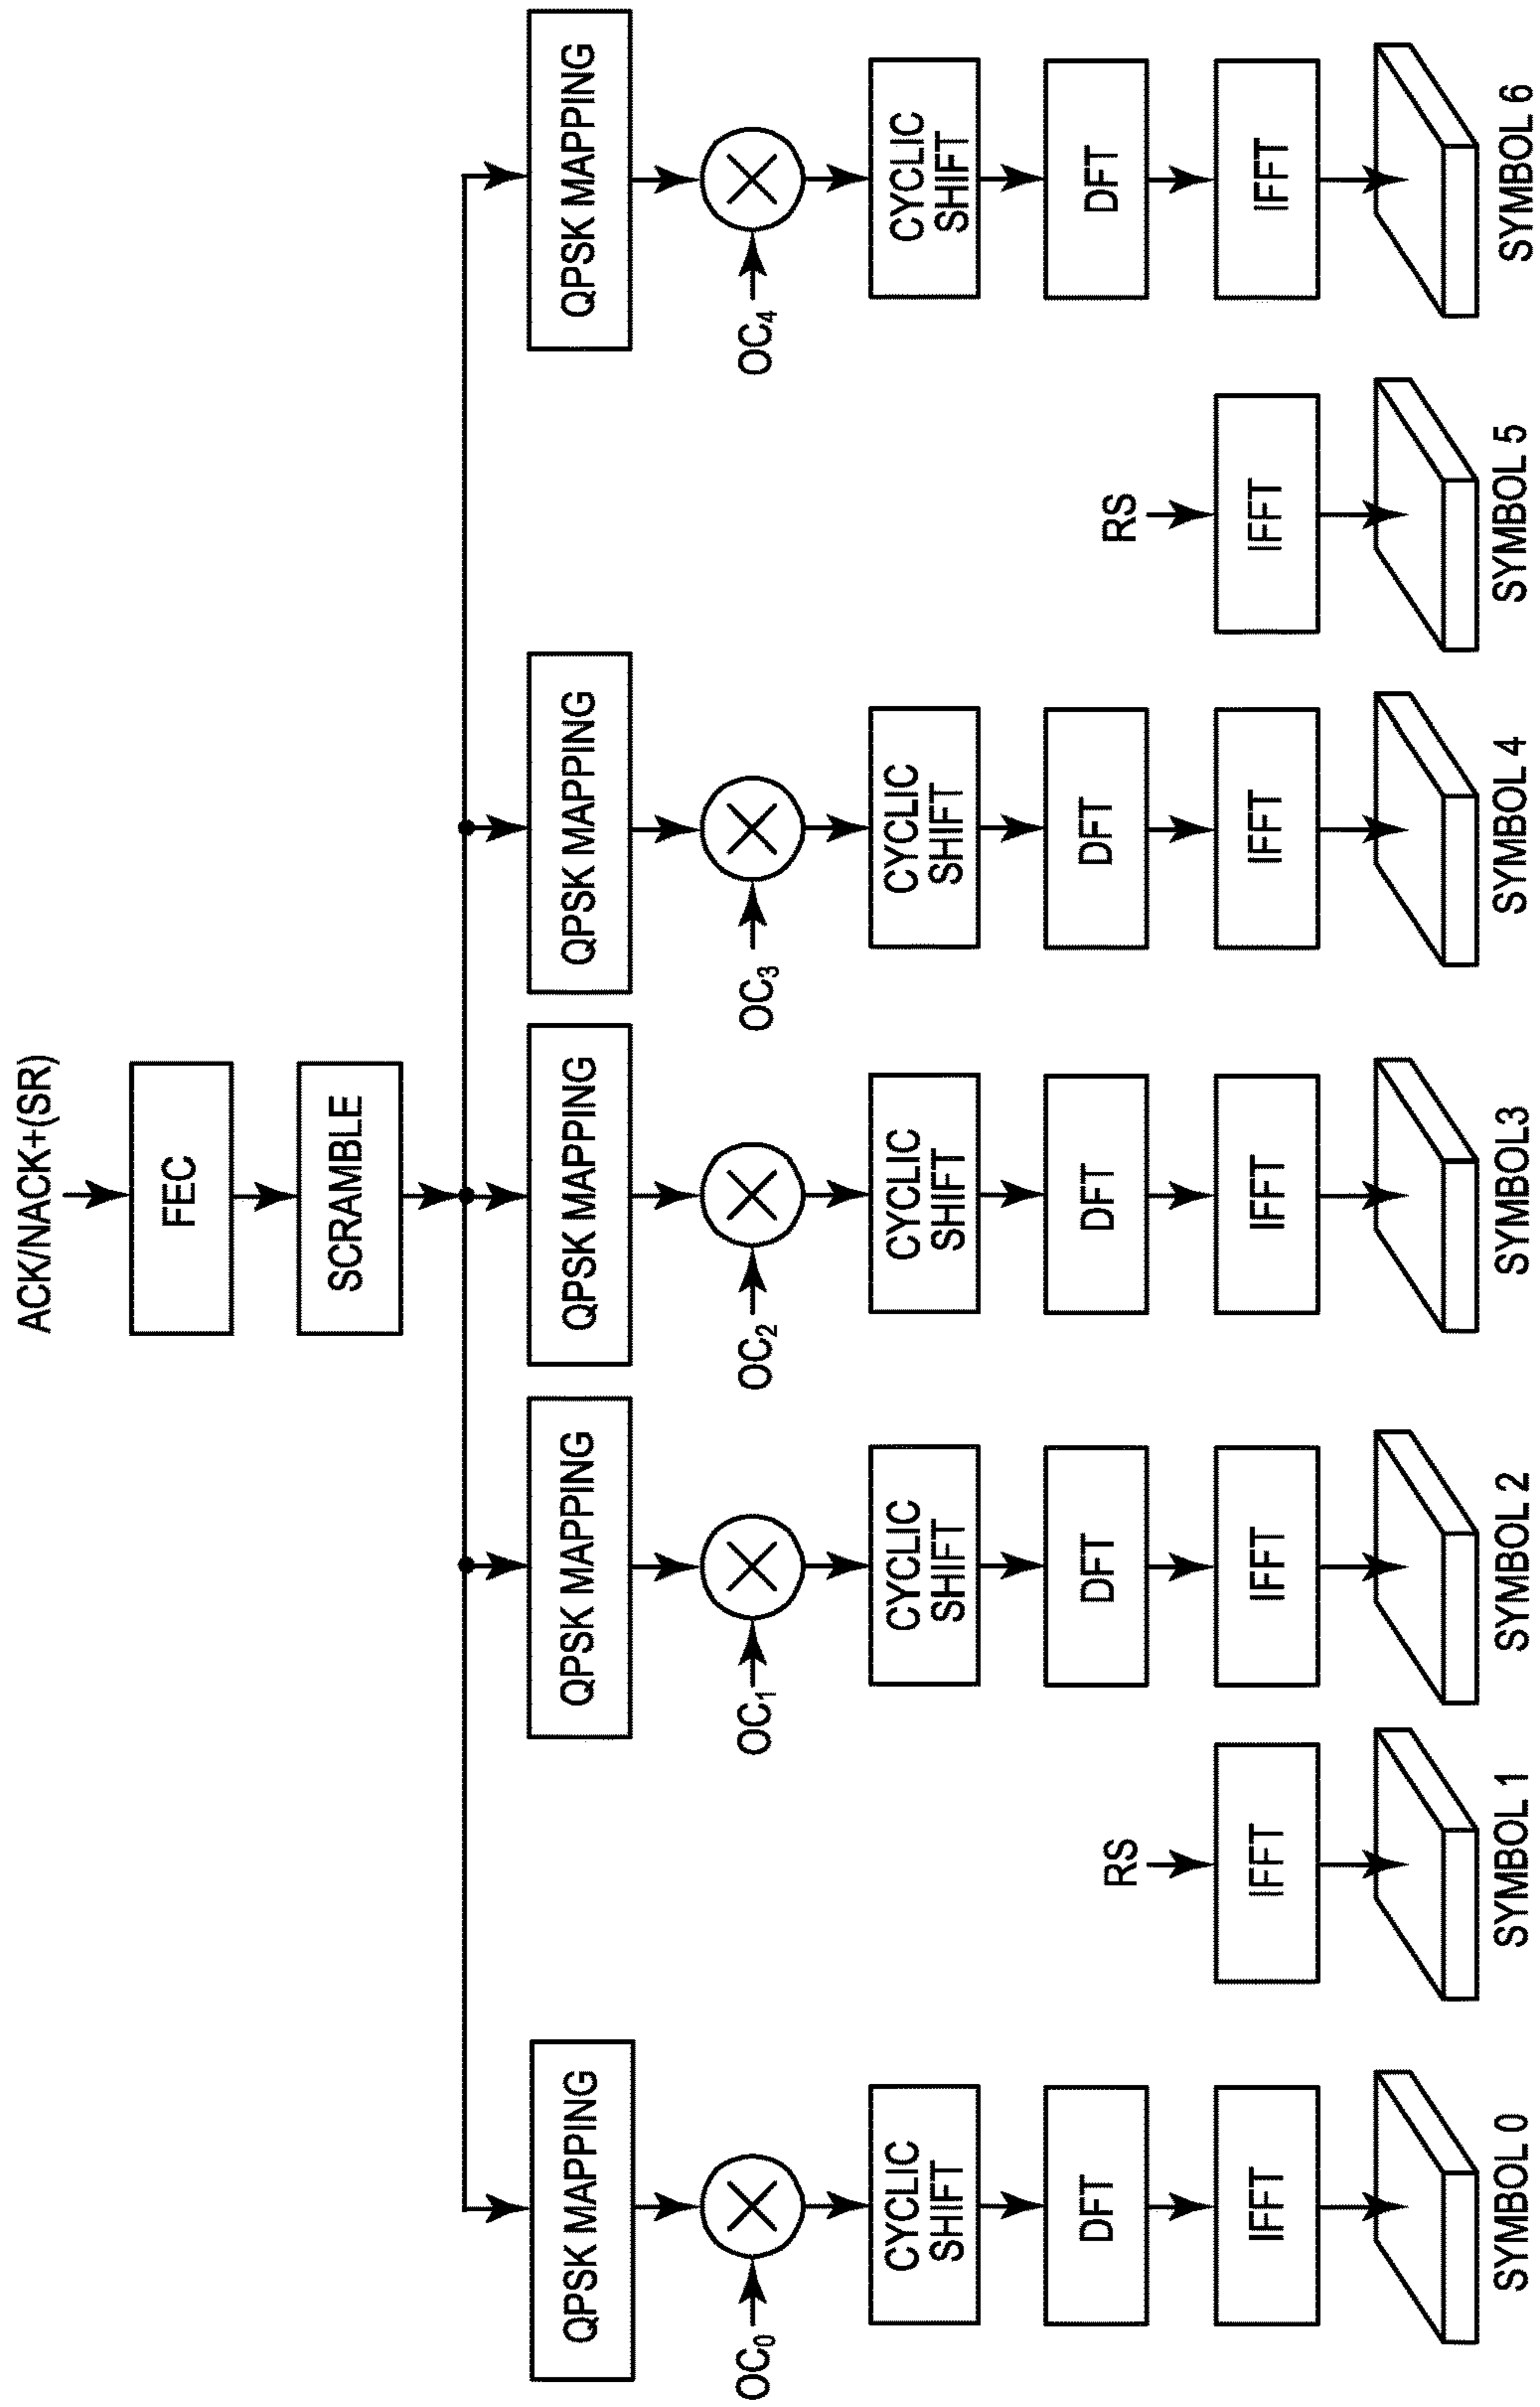 ACK/NACK+(SR)
FEC
SCRAMBLE
QPSK MAPPING
QPSK MAPPING
QPSK MAPPING
QPSK MAPPING
QPSK MAPPING
OC₀
OC₁
OC₂
OC₃
OC₄
CYCLIC
SHIFT
CYCLIC
SHIFT
CYCLIC
SHIFT
CYCLIC
SHIFT
CYCLIC
SHIFT
DFT
RS
DFT
DFT
DFT
RS
DFT
IFFT
IFFT
IFFT
IFFT
IFFT
IFFT
IFFT
SYMBOL 0
SYMBOL 1
SYMBOL 2
SYMBOL3
SYMBOL 4
SYMBOL 5
SYMBOL 6